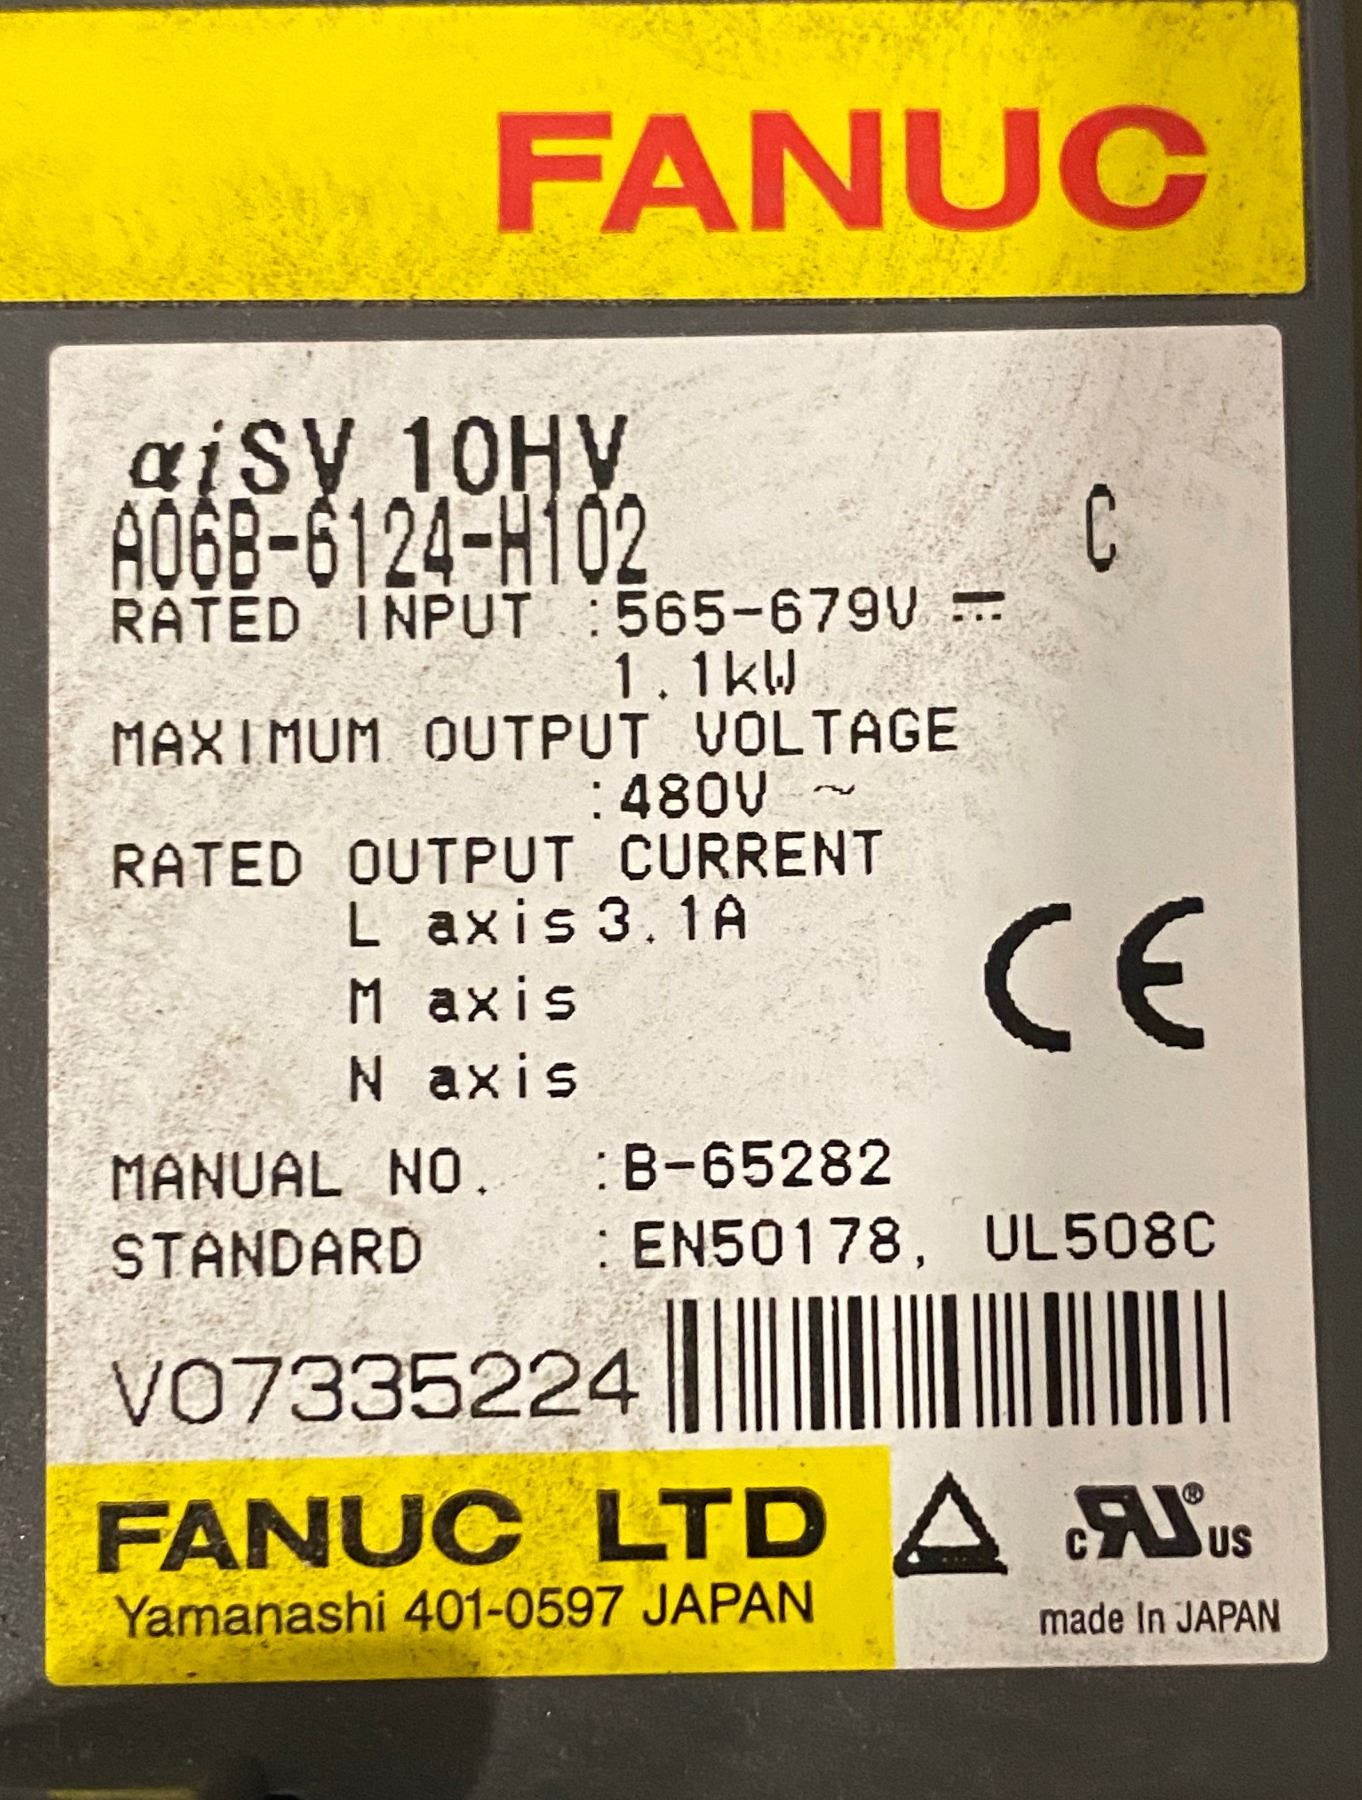 FANUC
αiSV 10HV
A06B-6124-H102 C
RATED INPUT :565-679V ⎓
1.1kW
MAXIMUM OUTPUT VOLTAGE
:480V ~
RATED OUTPUT CURRENT
L axis 3.1A
M axis
N axis
CE
MANUAL NO. :B-65282
STANDARD :EN50178, UL508C
V07335224
FANUC LTD
Yamanashi 401-0597 JAPAN
c RU ® US
made In JAPAN